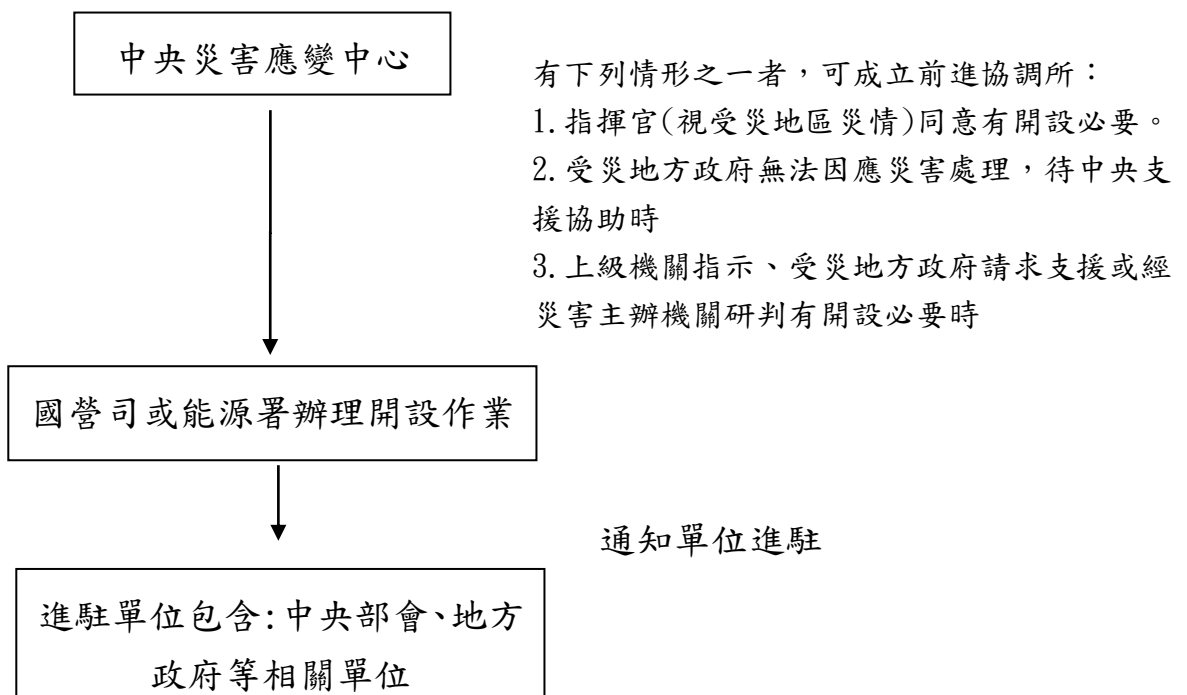 中央災害應變中心
有下列情形之一者，可成立前進協調所：
1.指揮官(視受災地區災情)同意有開設必要。
2.受災地方政府無法因應災害處理，待中央支
援協助時
3.上級機關指示、受災地方政府請求支援或經
災害主辦機關研判有開設必要時
國營司或能源署辦理開設作業
通知單位進駐
進駐單位包含:中央部會、地方
政府等相關單位